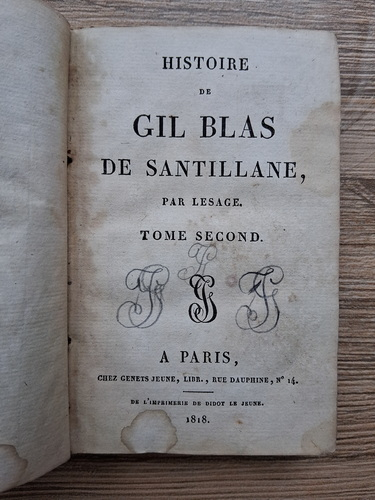 HISTOIRE
DE
GIL BLAS
DE SANTILLANE,
PAR LESAGE.
TOME SECOND.
A PARIS,
CHEZ GENETS JEUNE, LIBR., RUE DAUPHINE, N° 14.
DE L'IMPRIMERIE DE DIDOT LE JEUNE.
1818.